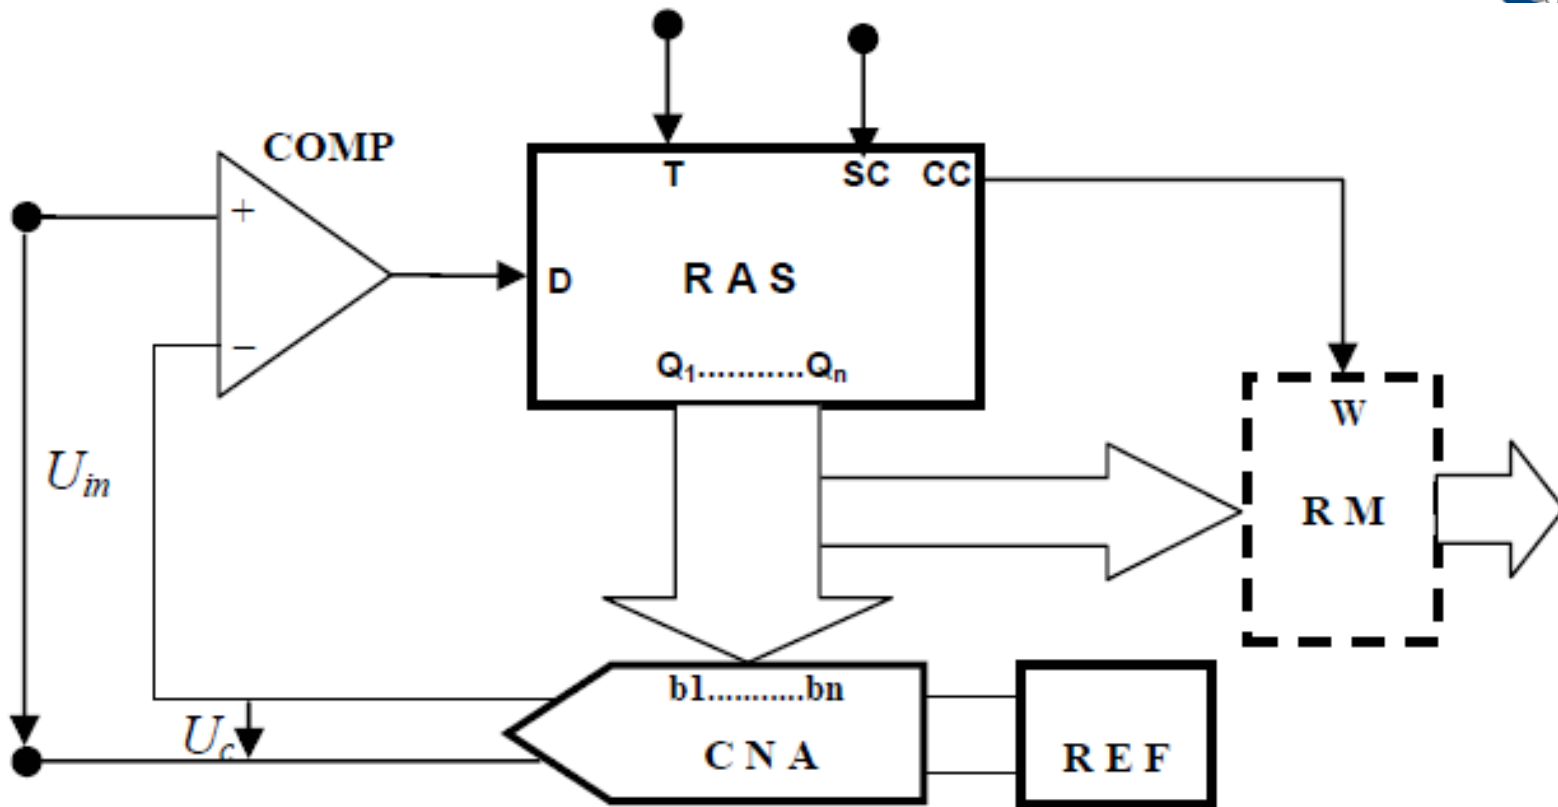 COMP
T SC CC
+
D R A S
−
Q1...........Qn
W
Uin
R M
b1...........bn
Uc
C N A
R E F